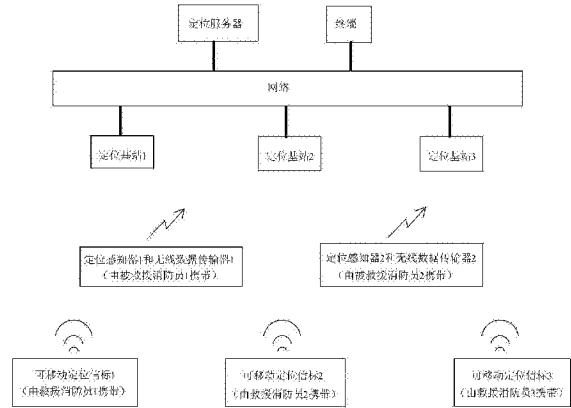 定位服务器
终端
网络
定位基站1
定位基站2
定位基站3
定位感知器1和无线数据传输器1
（由被救援消防员1携带）
定位感知器2和无线数据传输器2
（由被救援消防员2携带）
可移动定位信标1
（由救援消防员1携带）
可移动定位信标2
（由救援消防员2携带）
可移动定位信标3
（由救援消防员3携带）